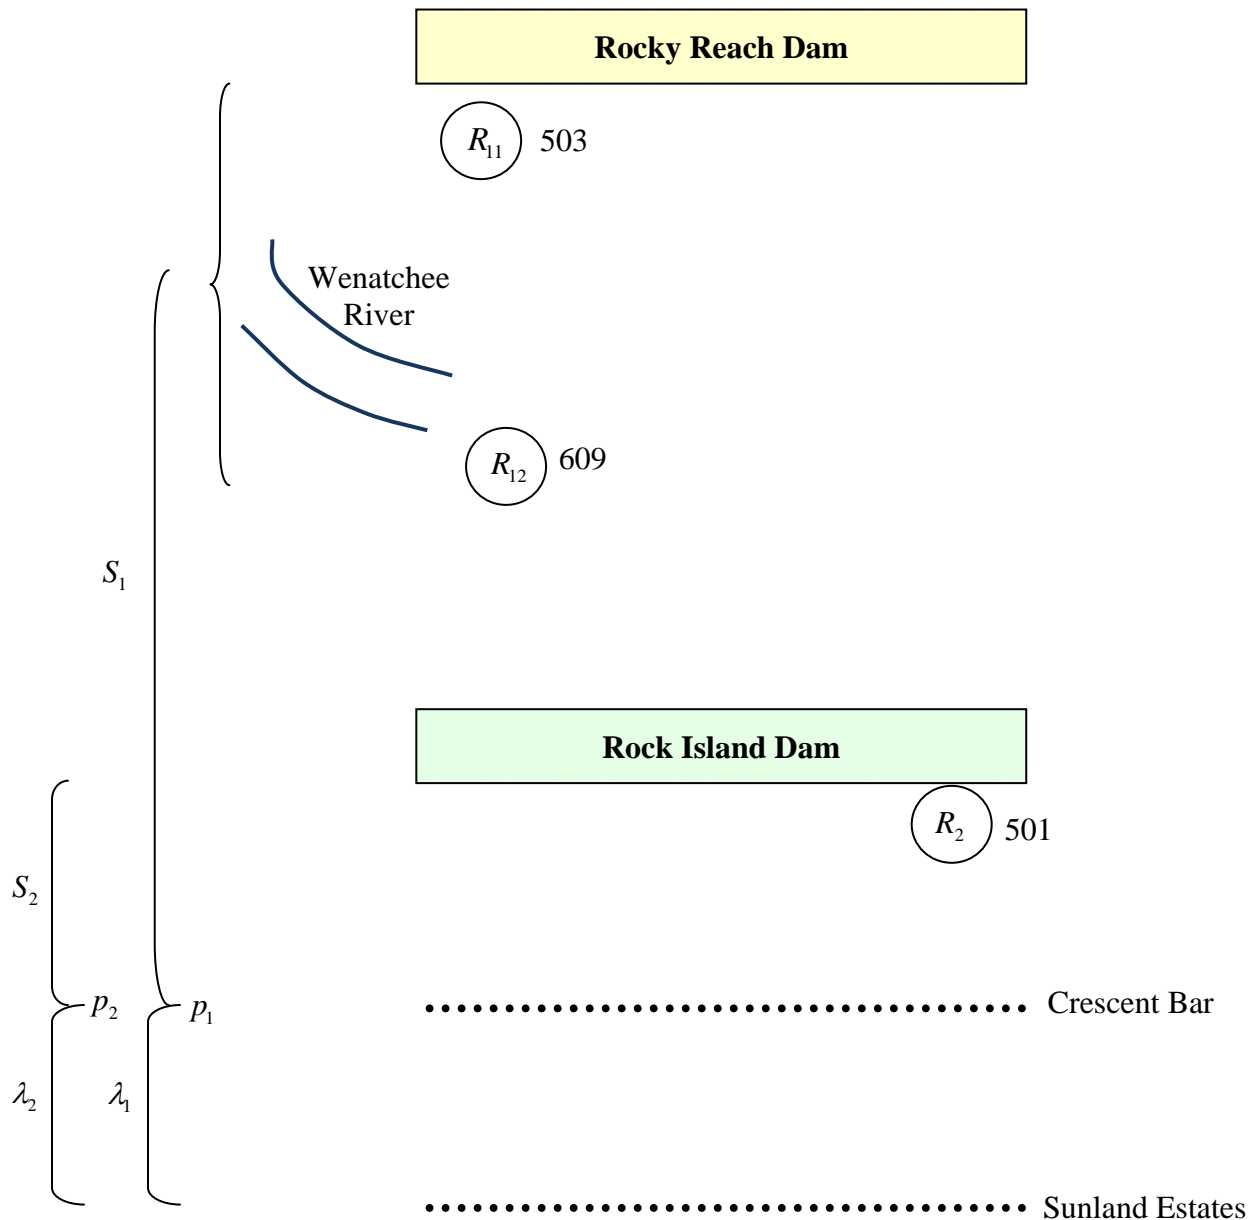 Rocky Reach Dam
R₁₁ 503
Wenatchee
River
R₁₂ 609
S₁
Rock Island Dam
R₂ 501
S₂
p₂ p₁ Crescent Bar
λ₂ λ₁
Sunland Estates